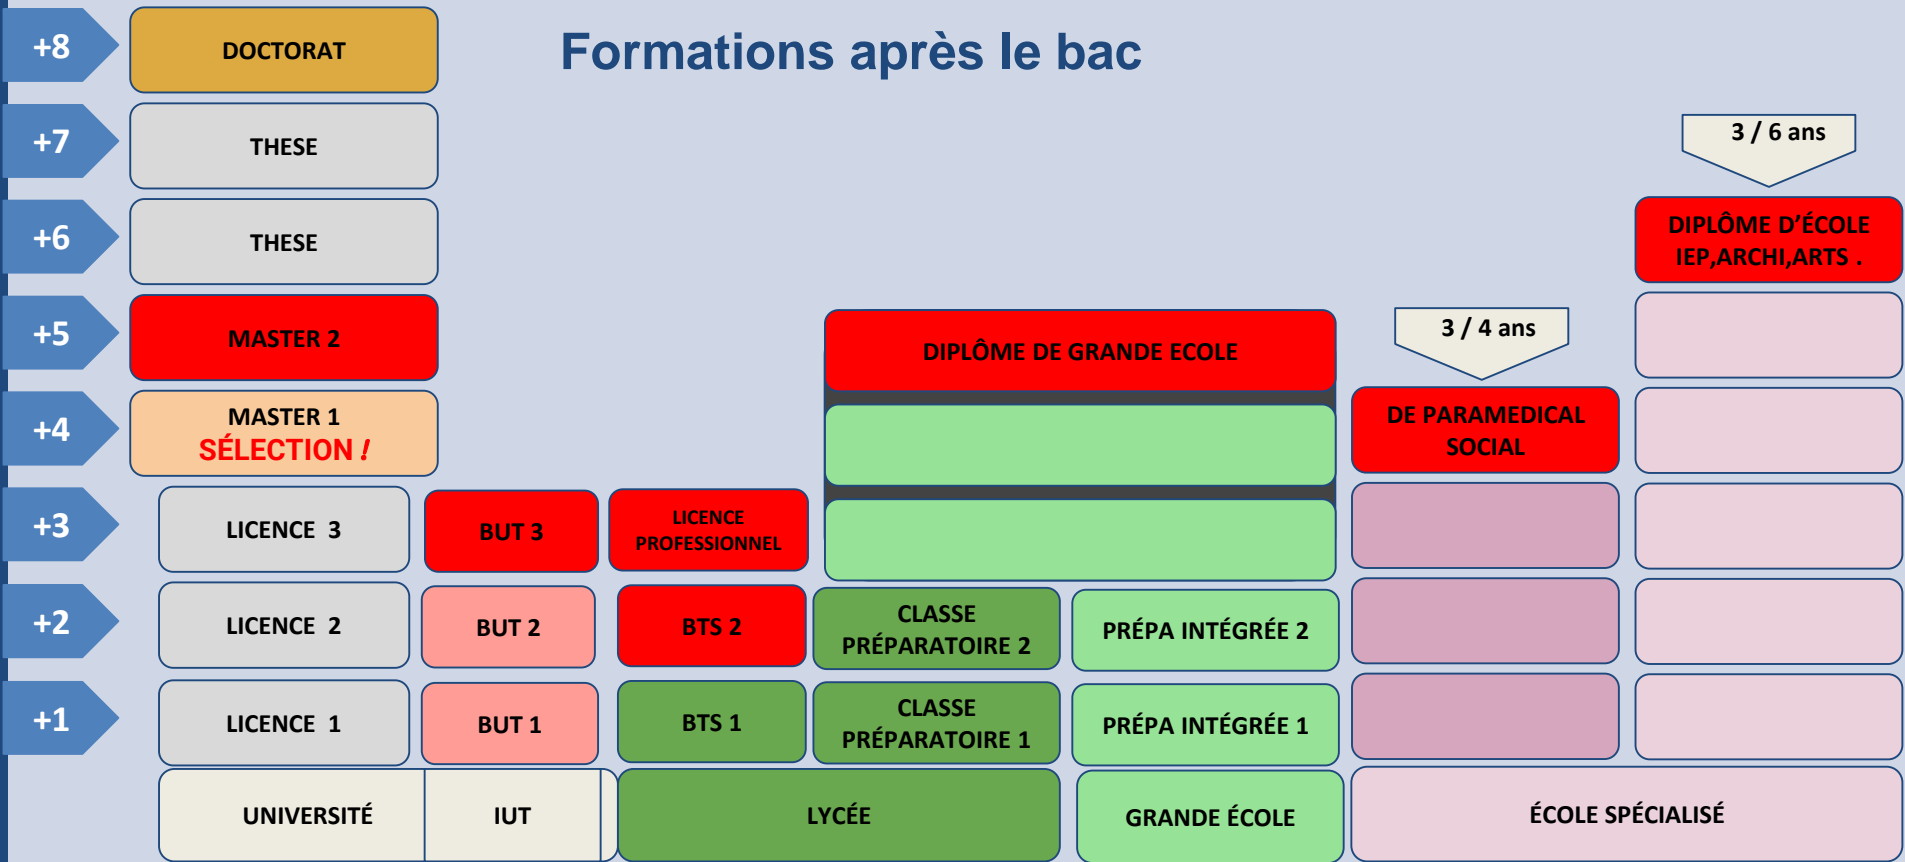 Formations après le bac
+8
DOCTORAT
+7
THESE
3 / 6 ans
+6
THESE
DIPLÔME D’ÉCOLE
IEP,ARCHI,ARTS .
+5
MASTER 2
DIPLÔME DE GRANDE ECOLE
3 / 4 ans
+4
MASTER 1
SÉLECTION !
DE PARAMEDICAL
SOCIAL
+3
LICENCE 3
BUT 3
LICENCE
PROFESSIONNEL
+2
LICENCE 2
BUT 2
BTS 2
CLASSE
PRÉPARATOIRE 2
PRÉPA INTÉGRÉE 2
+1
LICENCE 1
BUT 1
BTS 1
CLASSE
PRÉPARATOIRE 1
PRÉPA INTÉGRÉE 1
UNIVERSITÉ
IUT
LYCÉE
GRANDE ÉCOLE
ÉCOLE SPÉCIALISÉ